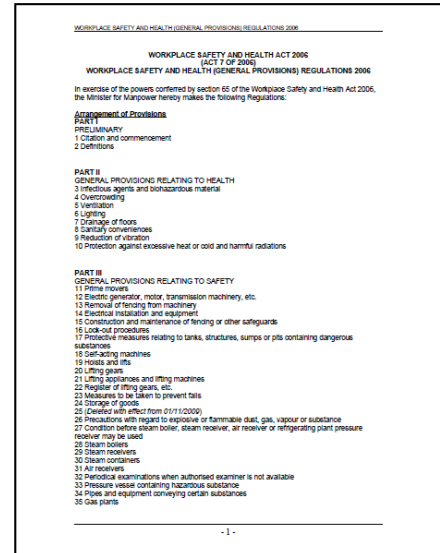 WORKPLACE SAFETY AND HEALTH (GENERAL PROVISIONS) REGULATIONS 2006
WORKPLACE SAFETY AND HEALTH ACT 2006
(ACT 7 OF 2006)
WORKPLACE SAFETY AND HEALTH (GENERAL PROVISIONS) REGULATIONS 2006
In exercise of the powers conferred by section 65 of the Workplace Safety and Health Act 2006,
the Minister for Manpower hereby makes the following Regulations:
Arrangement of Provisions
PART I
PRELIMINARY
1 Citation and commencement
2 Definitions
PART II
GENERAL PROVISIONS RELATING TO HEALTH
3 Infectious agents and biohazardous material
4 Overcrowding
5 Ventilation
6 Lighting
7 Drainage of floors
8 Sanitary conveniences
9 Reduction of vibration
10 Protection against excessive heat or cold and harmful radiations
PART III
GENERAL PROVISIONS RELATING TO SAFETY
11 Prime movers
12 Electric generator, motor, transmission machinery, etc.
13 Removal of fencing from machinery
14 Electrical installation and equipment
15 Construction and maintenance of fencing or other safeguards
16 Lock-out procedures
17 Protective measures relating to tanks, structures, sumps or pits containing dangerous
substances
18 Self-acting machines
19 Hoists and lifts
20 Lifting gears
21 Lifting appliances and lifting machines
22 Register of lifting gears, etc.
23 Measures to be taken to prevent falls
24 Storage of goods
25 (Deleted with effect from 01/11/2009)
26 Precautions with regard to explosive or flammable dust, gas, vapour or substance
27 Condition before steam boiler, steam receiver, air receiver or refrigerating plant pressure
receiver may be used
28 Steam boilers
29 Steam receivers
30 Steam containers
31 Air receivers
32 Periodical examinations when authorised examiner is not available
33 Pressure vessel containing hazardous substance
34 Pipes and equipment conveying certain substances
35 Gas plants
- 1 -